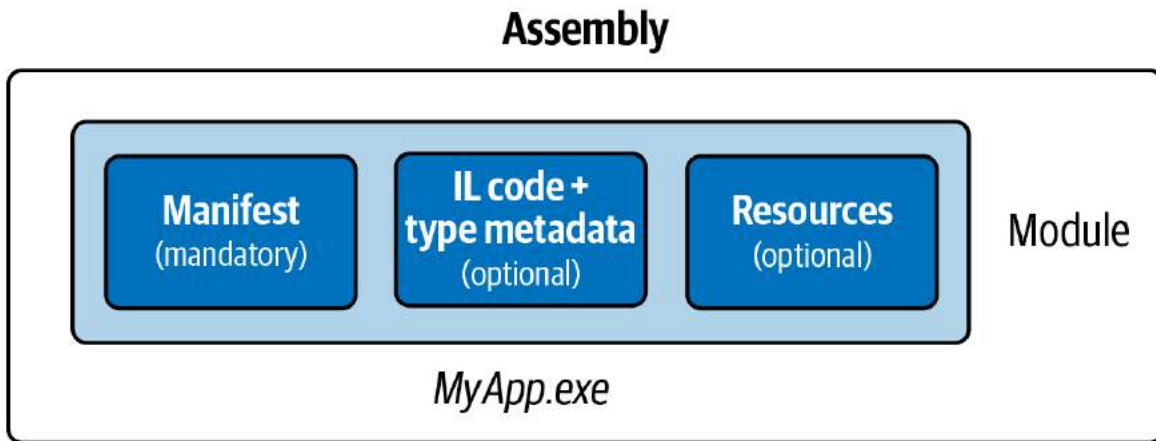 Assembly
Manifest
(mandatory)
IL code +
type metadata
(optional)
Resources
(optional)
Module
MyApp.exe